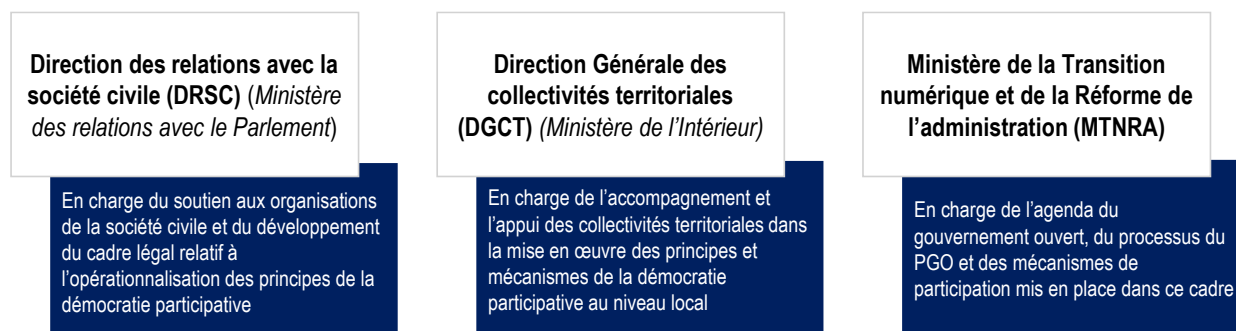 Direction des relations avec la
société civile (DRSC) (Ministère
des relations avec le Parlement)
En charge du soutien aux organisations
de la société civile et du développement
du cadre légal relatif à
l’opérationnalisation des principes de la
démocratie participative
Direction Générale des
collectivités territoriales
(DGCT) (Ministère de l’Intérieur)
En charge de l’accompagnement et
l’appui des collectivités territoriales dans
la mise en œuvre des principes et
mécanismes de la démocratie
participative au niveau local
Ministère de la Transition
numérique et de la Réforme de
l’administration (MTNRA)
En charge de l’agenda du
gouvernement ouvert, du processus du
PGO et des mécanismes de
participation mis en place dans ce cadre